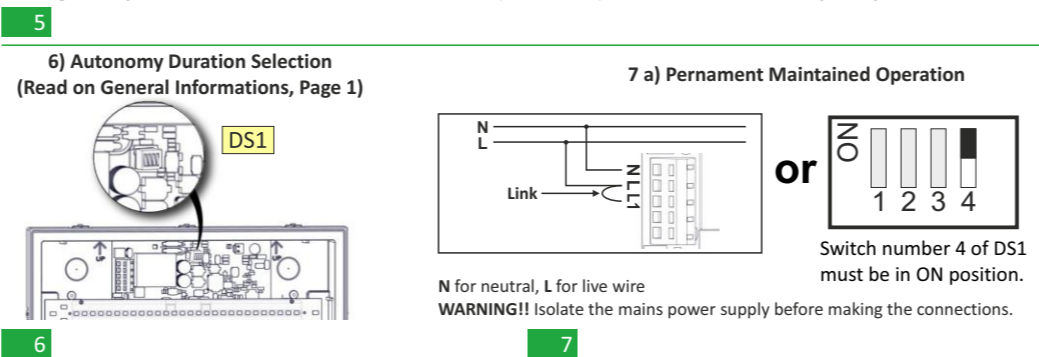 5
6) Autonomy Duration Selection
(Read on General Informations, Page 1)
DS1
UP
UP
6
7 a) Pernament Maintained Operation
N
L
Link
N L L1
or
ON
1 2 3 4
Switch number 4 of DS1
must be in ON position.
N for neutral, L for live wire
WARNING!! Isolate the mains power supply before making the connections.
7